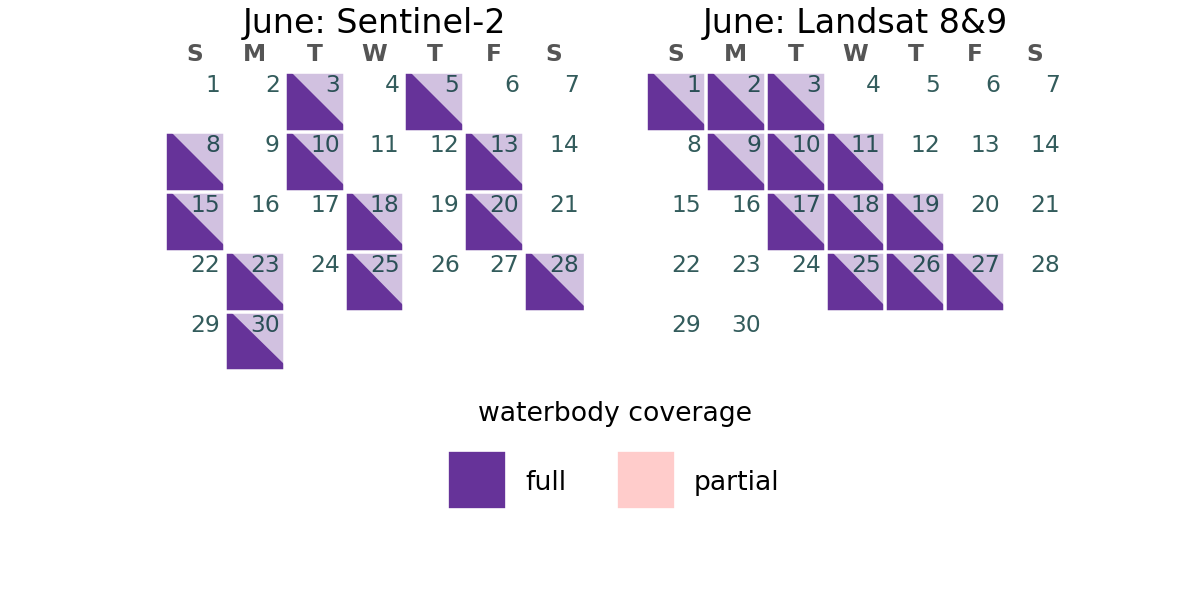 June: Sentinel-2
S M T W T F S
1 2 3 4 5 6 7
8 9 10 11 12 13 14
15 16 17 18 19 20 21
22 23 24 25 26 27 28
29 30
June: Landsat 8&9
S M T W T F S
1 2 3 4 5 6 7
8 9 10 11 12 13 14
15 16 17 18 19 20 21
22 23 24 25 26 27 28
29 30
waterbody coverage
full partial